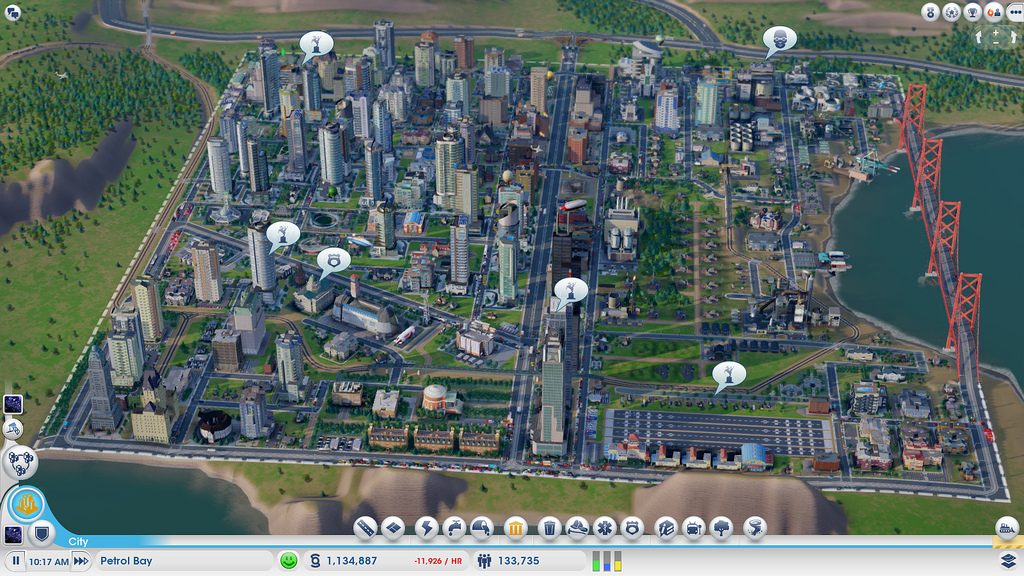 City
10:17 AM
Petrol Bay
1,134,887
-11,926 / HR
133,735